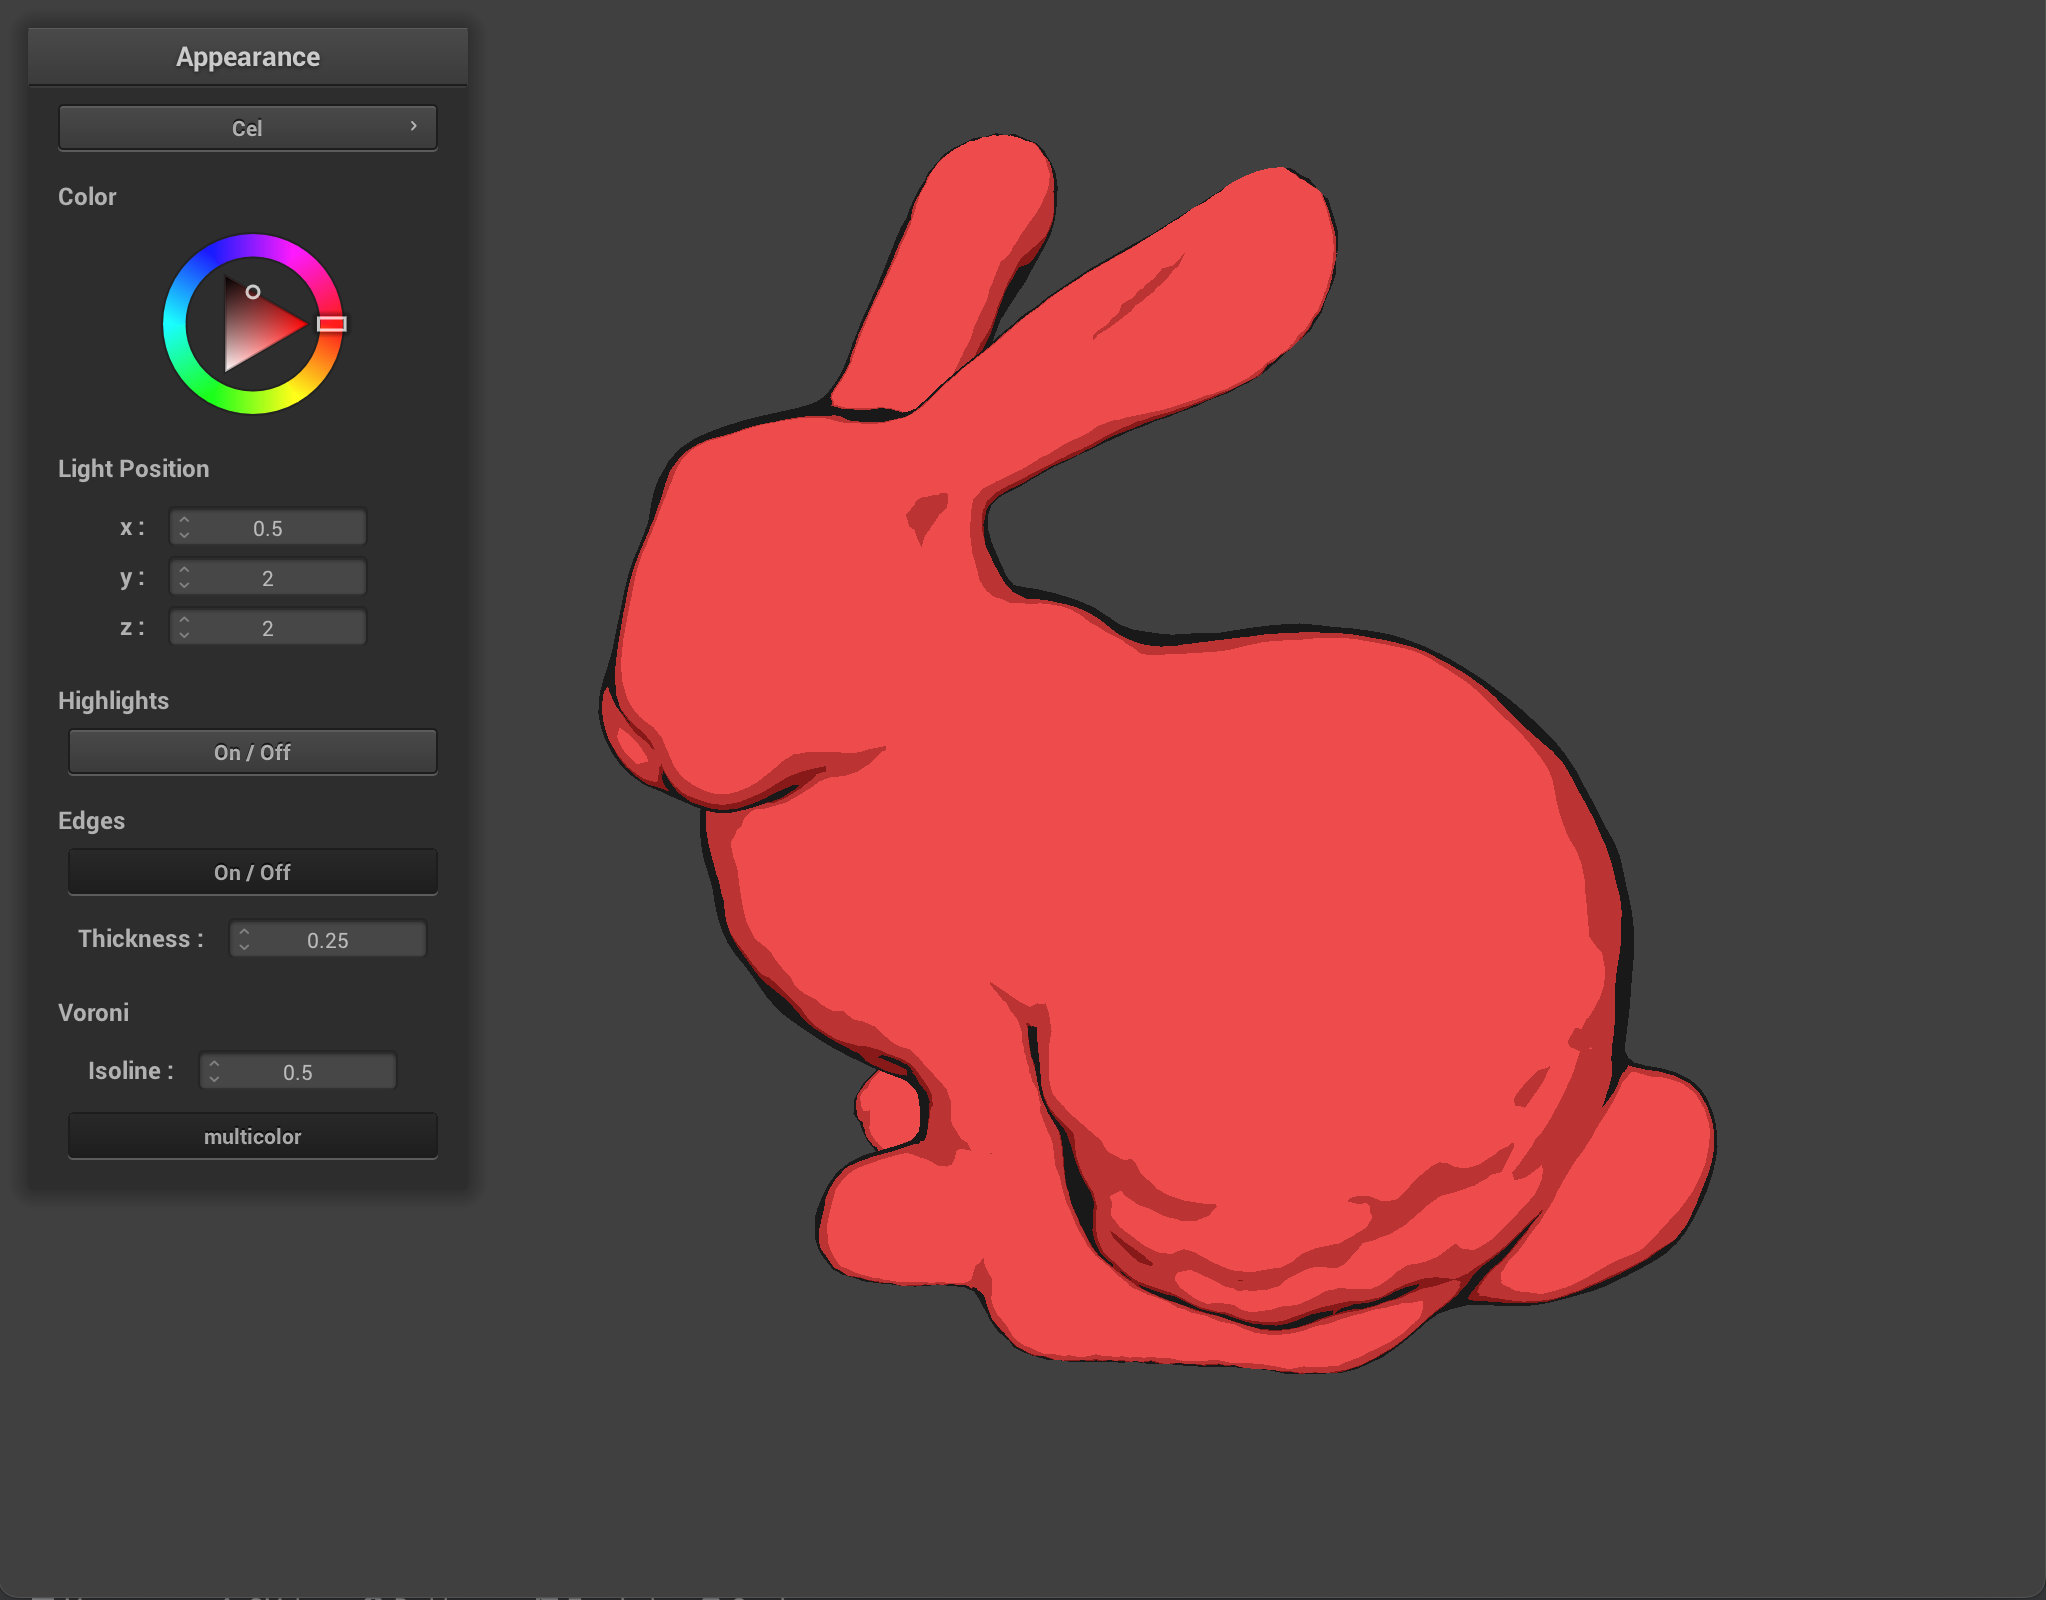 Appearance
Cel
Color
Light Position
x : 0.5
y : 2
z : 2
Highlights
On / Off
Edges
On / Off
Thickness : 0.25
Voroni
Isoline : 0.5
multicolor